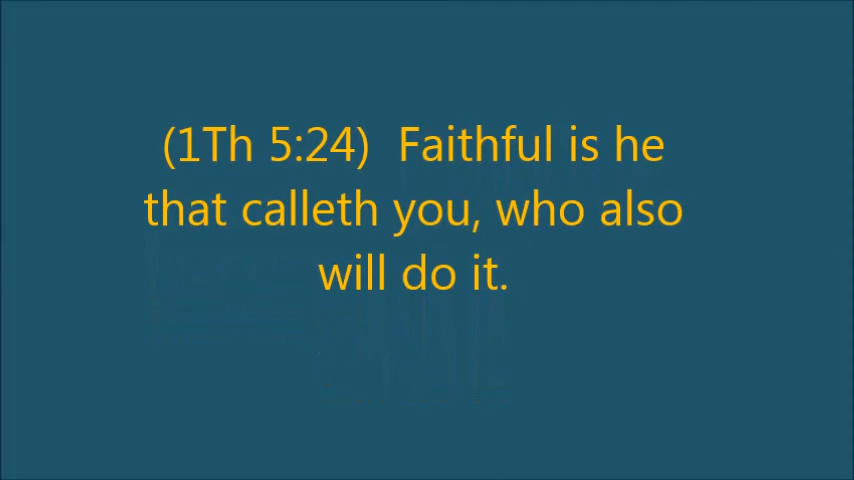 (1Th 5:24)  Faithful is he
that calleth you, who also
will do it.